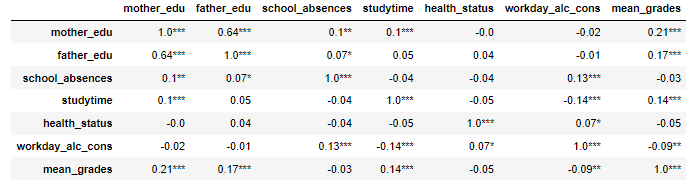 mother_edu father_edu school_absences studytime health_status workday_alc_cons mean_grades
mother_edu 1.0*** 0.64*** 0.1** 0.1*** -0.0 -0.02 0.21***
father_edu 0.64*** 1.0*** 0.07* 0.05 0.04 -0.01 0.17***
school_absences 0.1** 0.07* 1.0*** -0.04 -0.04 0.13*** -0.03
studytime 0.1*** 0.05 -0.04 1.0*** -0.05 -0.14*** 0.14***
health_status -0.0 0.04 -0.04 -0.05 1.0*** 0.07* -0.05
workday_alc_cons -0.02 -0.01 0.13*** -0.14*** 0.07* 1.0*** -0.09**
mean_grades 0.21*** 0.17*** -0.03 0.14*** -0.05 -0.09** 1.0***